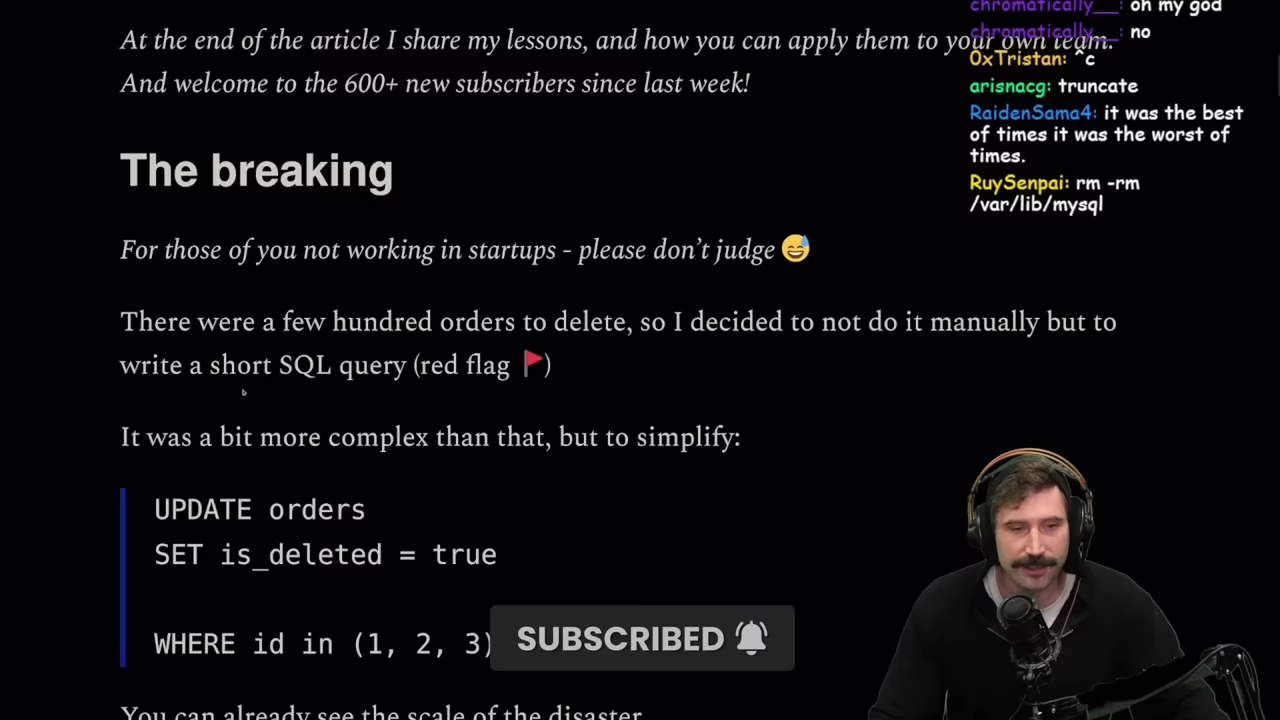 At the end of the article I share my lessons, and how you can apply them to your own team.
And welcome to the 600+ new subscribers since last week!
The breaking
For those of you not working in startups - please don’t judge 😅
There were a few hundred orders to delete, so I decided to not do it manually but to
write a short SQL query (red flag 🚩)
It was a bit more complex than that, but to simplify:
UPDATE orders
SET is_deleted = true
WHERE id in (1, 2, 3)
You can already see the scale of the disaster
SUBSCRIBED
chromatically__: oh my god
chromatically__: no
0xTristan: ^c
arisnacg: truncate
RaidenSama4: it was the best
of times it was the worst of
times.
RuySenpai: rm -rm
/var/lib/mysql